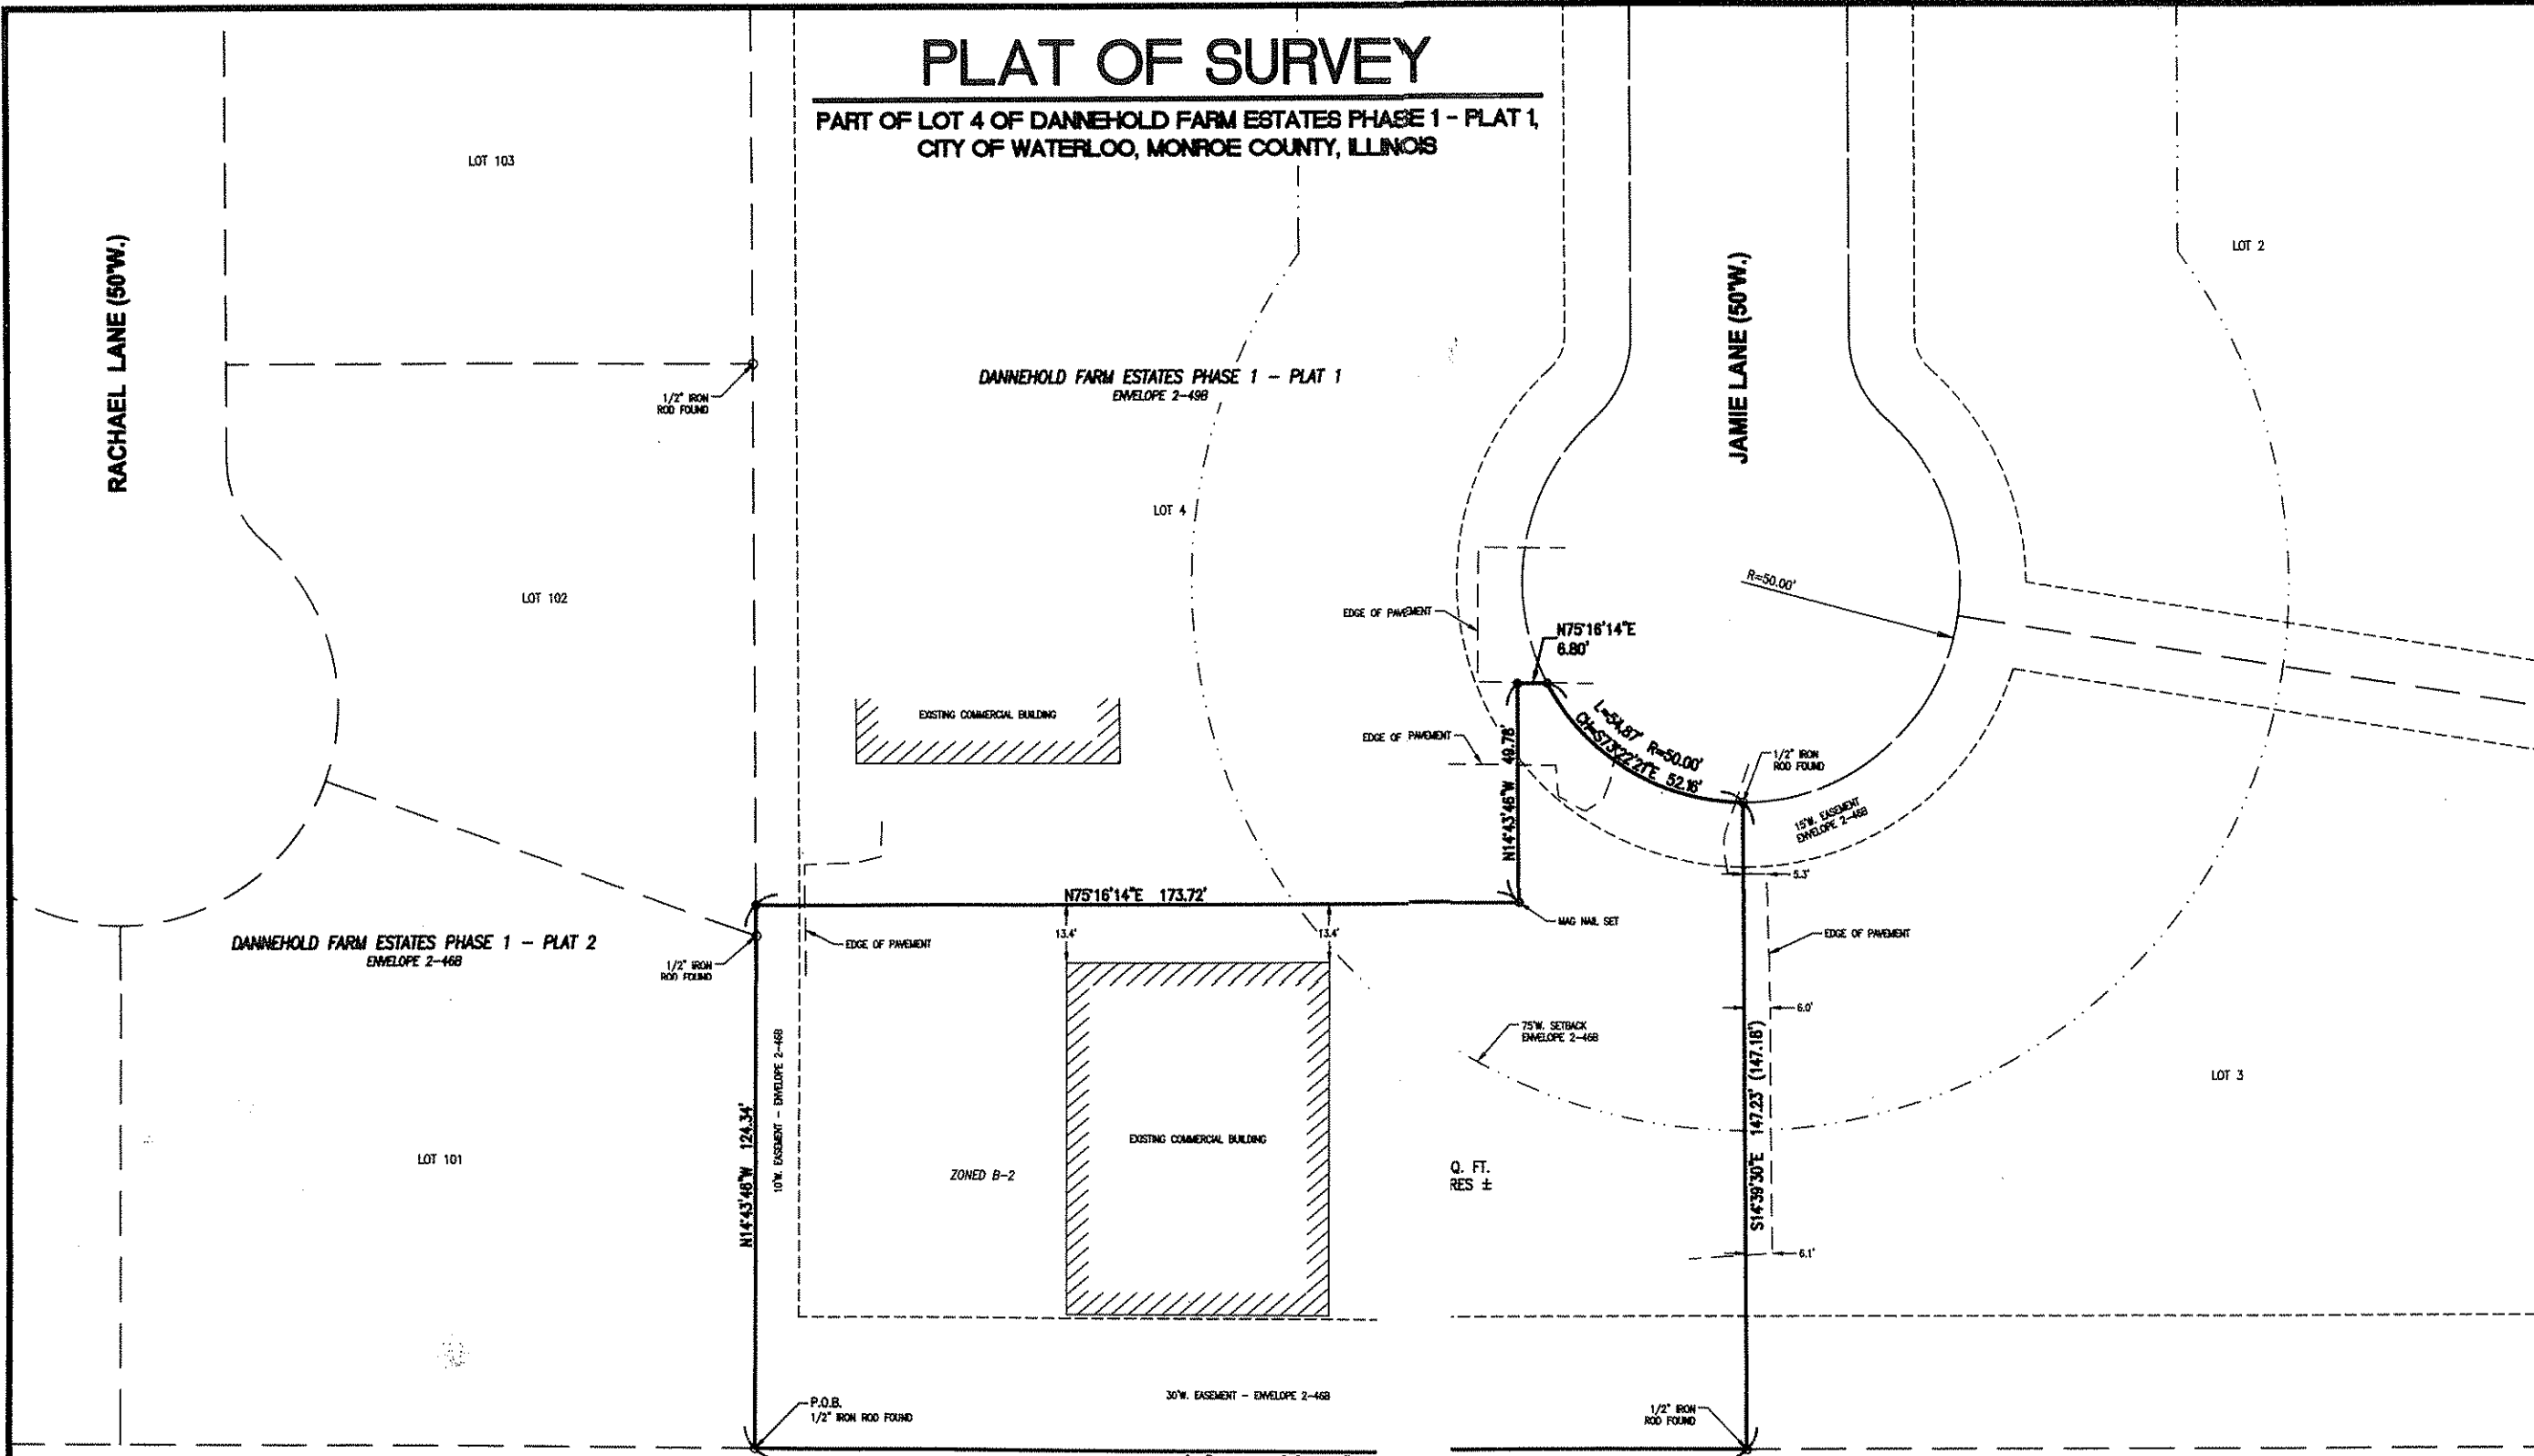 PLAT OF SURVEY
PART OF LOT 4 OF DANNEHOLD FARM ESTATES PHASE 1 - PLAT 1,
CITY OF WATERLOO, MONROE COUNTY, ILLINOIS
LOT 103
LOT 2
RACHAEL LANE (50'W.)
JAMIE LANE (50'W.)
DANNEHOLD FARM ESTATES PHASE 1 - PLAT 1
ENVELOPE 2-49B
1/2" IRON
ROD FOUND
LOT 4
LOT 102
R=50.00'
EDGE OF PAVEMENT
N75°16'14"E
6.80'
EXISTING COMMERCIAL BUILDING
EDGE OF PAVEMENT
N14°43'46"W 49.78'
L=54.87' R=50.00'
CH=S73°22'21"E 52.16'
1/2" IRON
ROD FOUND
15'W. EASEMENT
ENVELOPE 2-46B
5.3'
N75°16'14"E 173.72'
MAG NAIL SET
DANNEHOLD FARM ESTATES PHASE 1 - PLAT 2
ENVELOPE 2-46B
1/2" IRON
ROD FOUND
EDGE OF PAVEMENT
13.4'
13.4'
EDGE OF PAVEMENT
6.0'
75'W. SETBACK
ENVELOPE 2-46B
LOT 3
10'W. EASEMENT - ENVELOPE 2-46B
N14°43'46"W 124.34'
S14°39'30"E 147.23' (147.18')
LOT 101
ZONED B-2
EXISTING COMMERCIAL BUILDING
Q. FT.
RES ±
6.1'
30'W. EASEMENT - ENVELOPE 2-46B
P.O.B.
1/2" IRON ROD FOUND
1/2" IRON
ROD FOUND